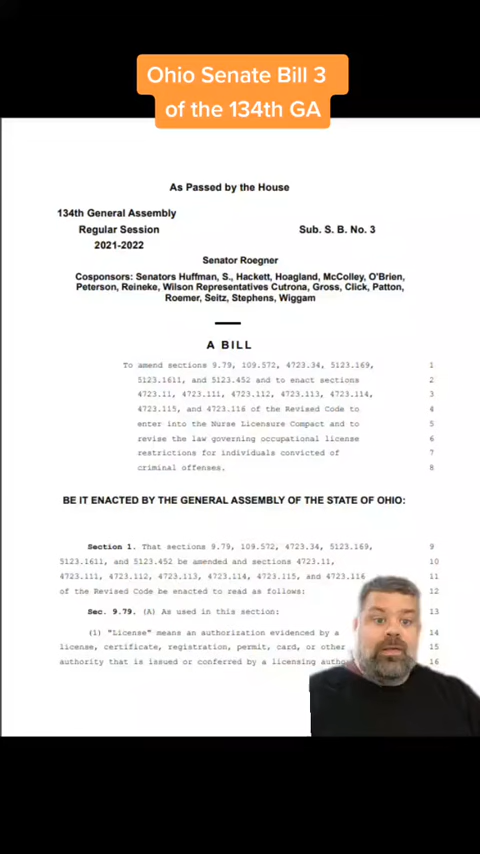 Ohio Senate Bill 3
of the 134th GA
As Passed by the House
134th General Assembly
Regular Session
Sub. S. B. No. 3
2021-2022
Senator Roegner
Cosponsors: Senators Huffman, S., Hackett, Hoagland, McColley, O'Brien,
Peterson, Reineke, Wilson Representatives Cutrona, Gross, Click, Patton,
Roemer, Seitz, Stephens, Wiggam
A BILL
To amend sections 9.79, 109.572, 4723.34, 5123.169, 1
5123.1611, and 5123.452 and to enact sections 2
4723.11, 4723.111, 4723.112, 4723.113, 4723.114, 3
4723.115, and 4723.116 of the Revised Code to 4
enter into the Nurse Licensure Compact and to 5
revise the law governing occupational license 6
restrictions for individuals convicted of 7
criminal offenses. 8
BE IT ENACTED BY THE GENERAL ASSEMBLY OF THE STATE OF OHIO:
Section 1. That sections 9.79, 109.572, 4723.34, 5123.169, 9
5123.1611, and 5123.452 be amended and sections 4723.11, 10
4723.111, 4723.112, 4723.113, 4723.114, 4723.115, and 4723.116 11
of the Revised Code be enacted to read as follows: 12
Sec. 9.79. (A) As used in this section: 13
(1) "License" means an authorization evidenced by a 14
license, certificate, registration, permit, card, or other 15
authority that is issued or conferred by a licensing autho 16